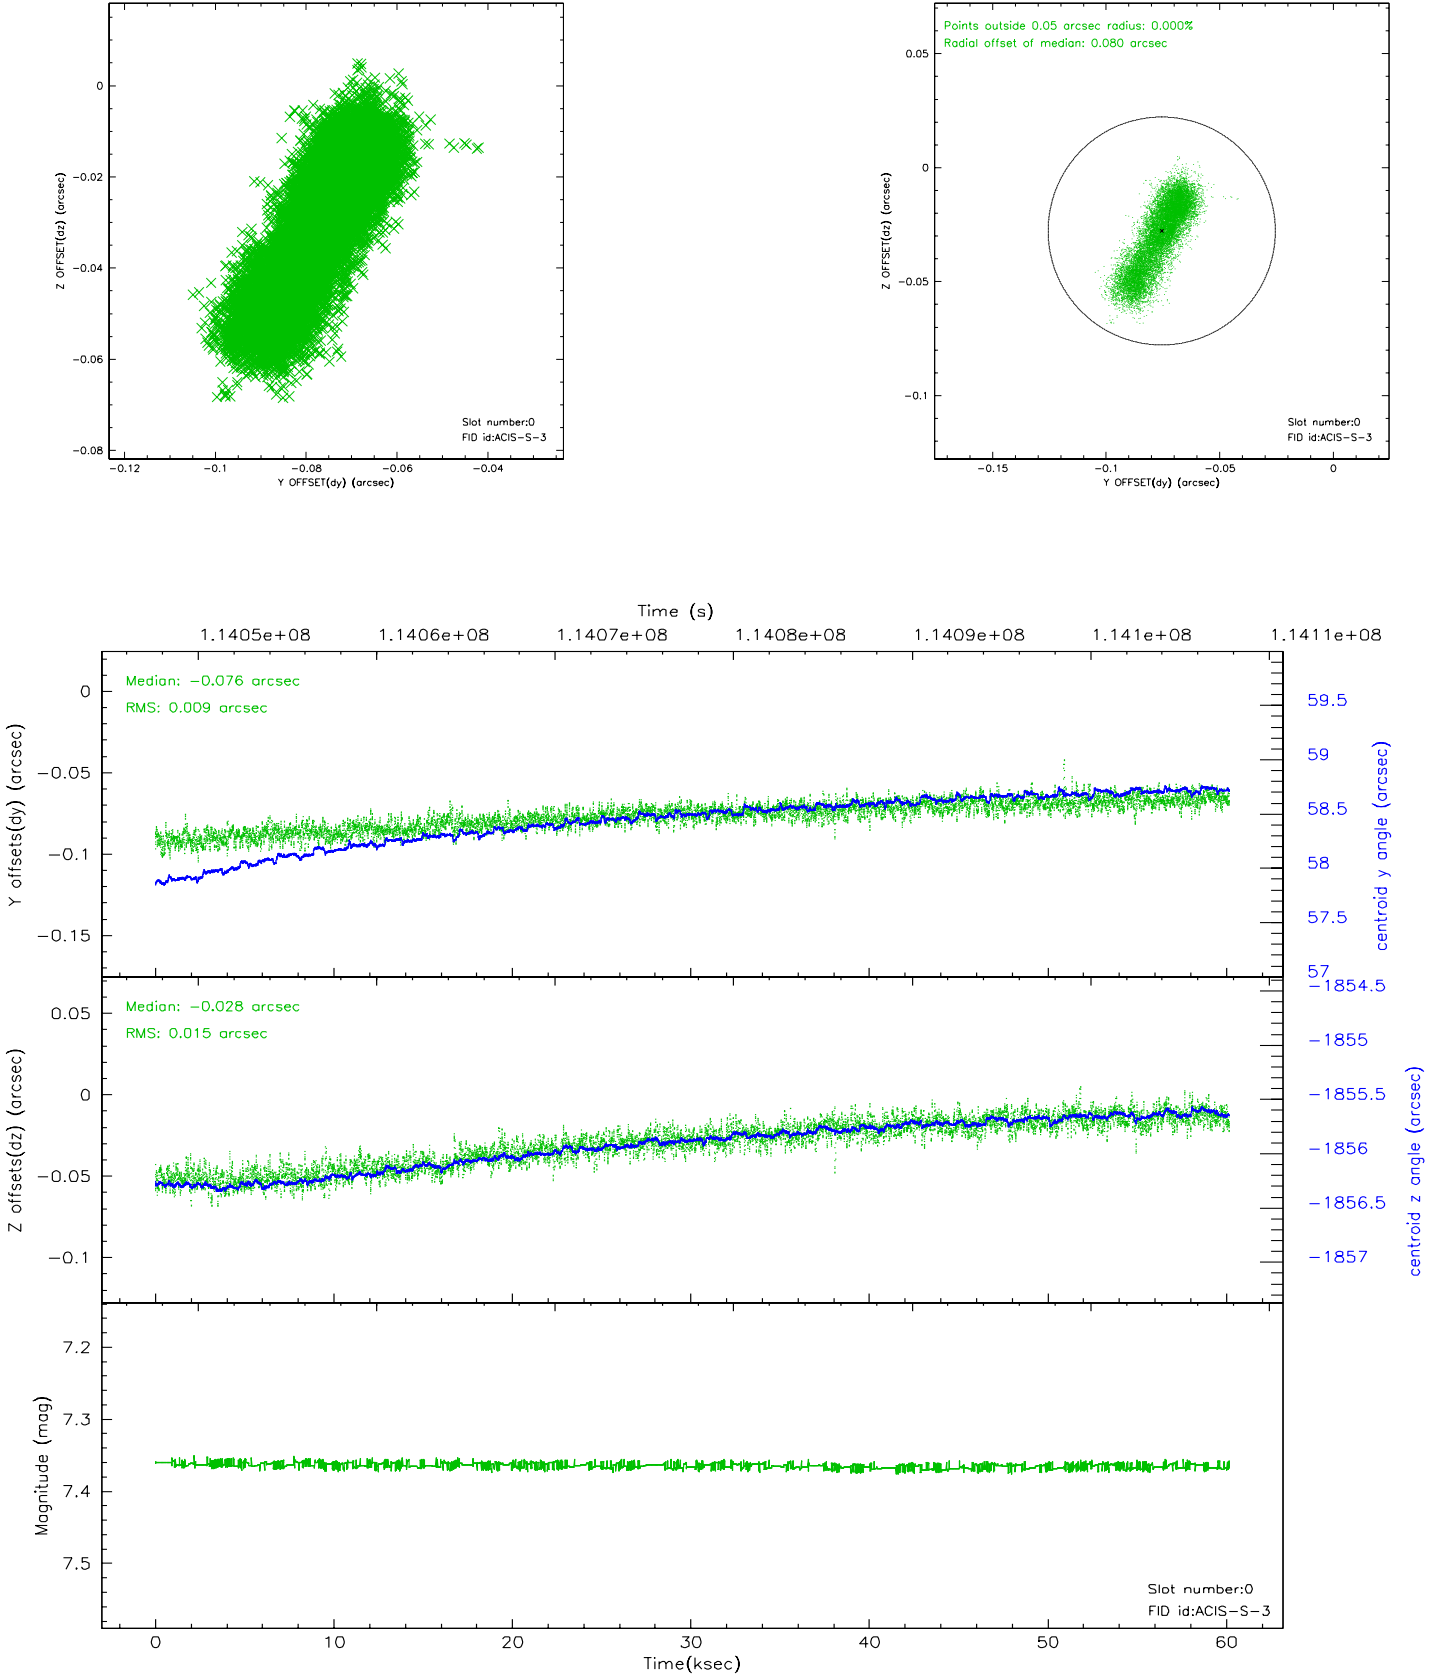 0
−0.02
−0.04
−0.06
−0.08
Z OFFSET(dz) (arcsec)
Slot number:0
FID id:ACIS−S−3
−0.12
−0.1
−0.08
−0.06
−0.04
Y OFFSET(dy) (arcsec)
Points outside 0.05 arcsec radius: 0.000%
Radial offset of median: 0.080 arcsec
0.05
0
−0.05
−0.1
Z OFFSET(dz) (arcsec)
Slot number:0
FID id:ACIS−S−3
−0.15
−0.1
−0.05
0
Y OFFSET(dy) (arcsec)
Time (s)
1.1405e+08
1.1406e+08
1.1407e+08
1.1408e+08
1.1409e+08
1.141e+08
1.1411e+08
Median: −0.076 arcsec
RMS: 0.009 arcsec
0
−0.05
−0.1
−0.15
Y offsets(dy) (arcsec)
59.5
59
58.5
58
57.5
57
centroid y angle (arcsec)
Median: −0.028 arcsec
RMS: 0.015 arcsec
0.05
0
−0.05
−0.1
Z offsets(dz) (arcsec)
−1854.5
−1855
−1855.5
−1856
−1856.5
−1857
centroid z angle (arcsec)
7.2
7.3
7.4
7.5
Magnitude (mag)
Slot number:0
FID id:ACIS−S−3
0
10
20
30
40
50
60
Time(ksec)